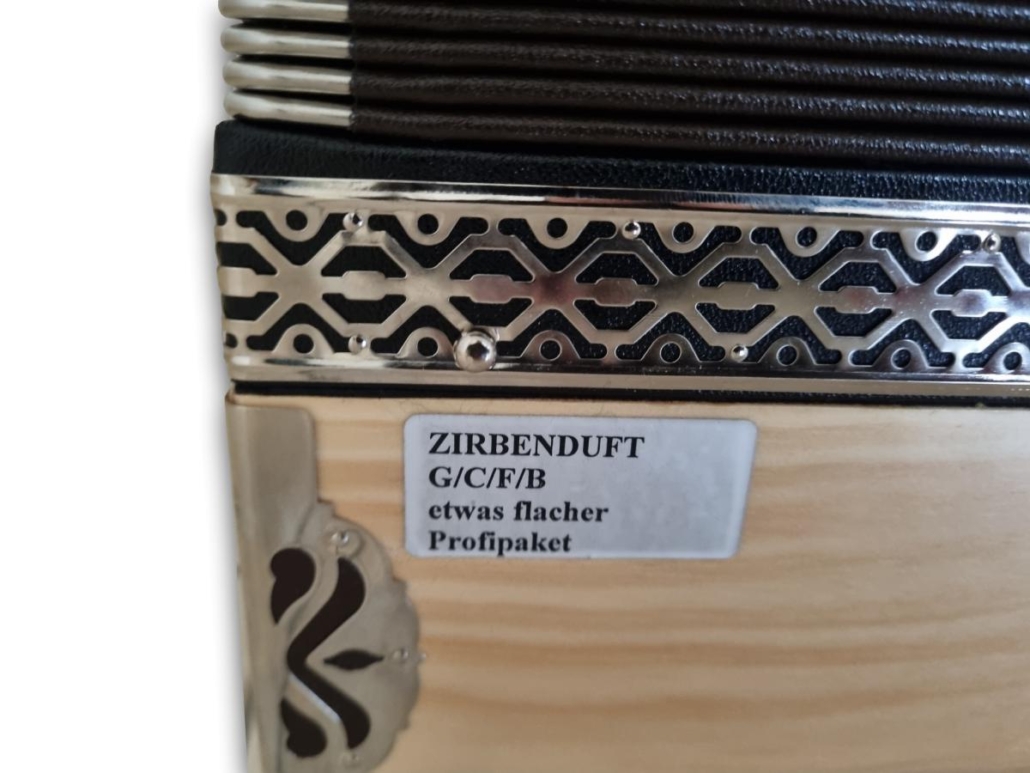 ZIRBENDUFT
G/C/F/B
etwas flacher
Profipaket